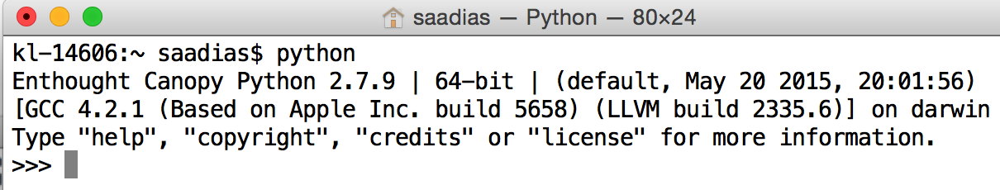 saadias — Python — 80×24
kl-14606:~ saadias$ python
Enthought Canopy Python 2.7.9 | 64-bit | (default, May 20 2015, 20:01:56)
[GCC 4.2.1 (Based on Apple Inc. build 5658) (LLVM build 2335.6)] on darwin
Type "help", "copyright", "credits" or "license" for more information.
>>>